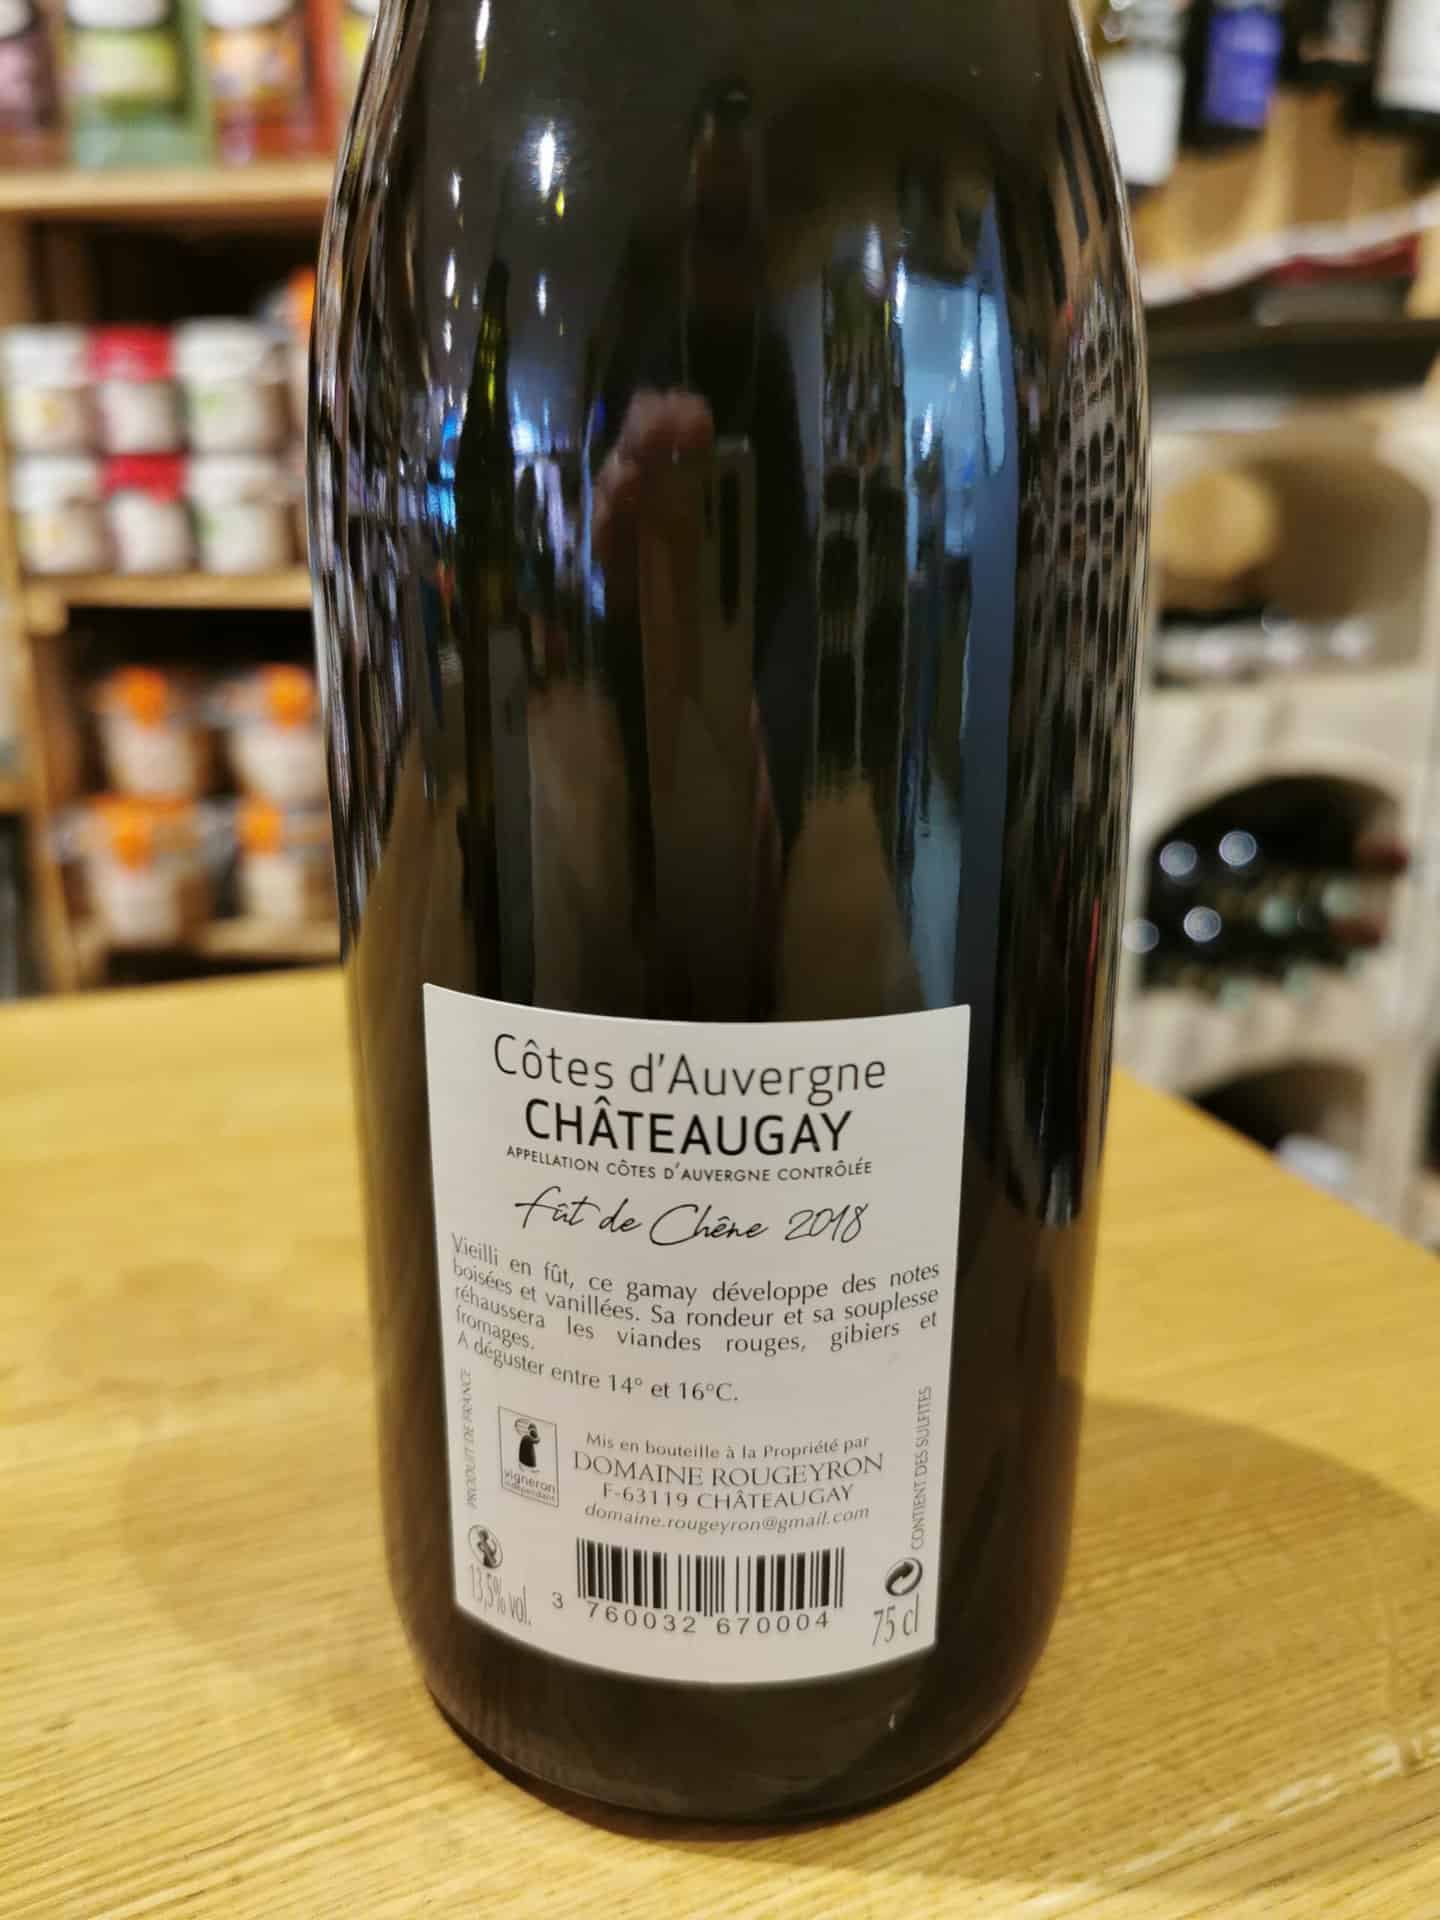 Côtes d'Auvergne
CHÂTEAUGAY
APPELLATION CÔTES D'AUVERGNE CONTRÔLÉE
Fût de Chêne 2018
Vieilli en fût, ce gamay développe des notes
boisées et vanillées. Sa rondeur et sa souplesse
réhaussera les viandes rouges, gibiers et
fromages.
A déguster entre 14° et 16°C.
PRODUIT DE FRANCE
vigneron
indépendant
Mis en bouteille à la Propriété par
DOMAINE ROUGEYRON
F-63119 CHÂTEAUGAY
domaine.rougeyron@gmail.com
CONTIENT DES SULFITES
13,5% vol.
3 760032 670004
75 cl